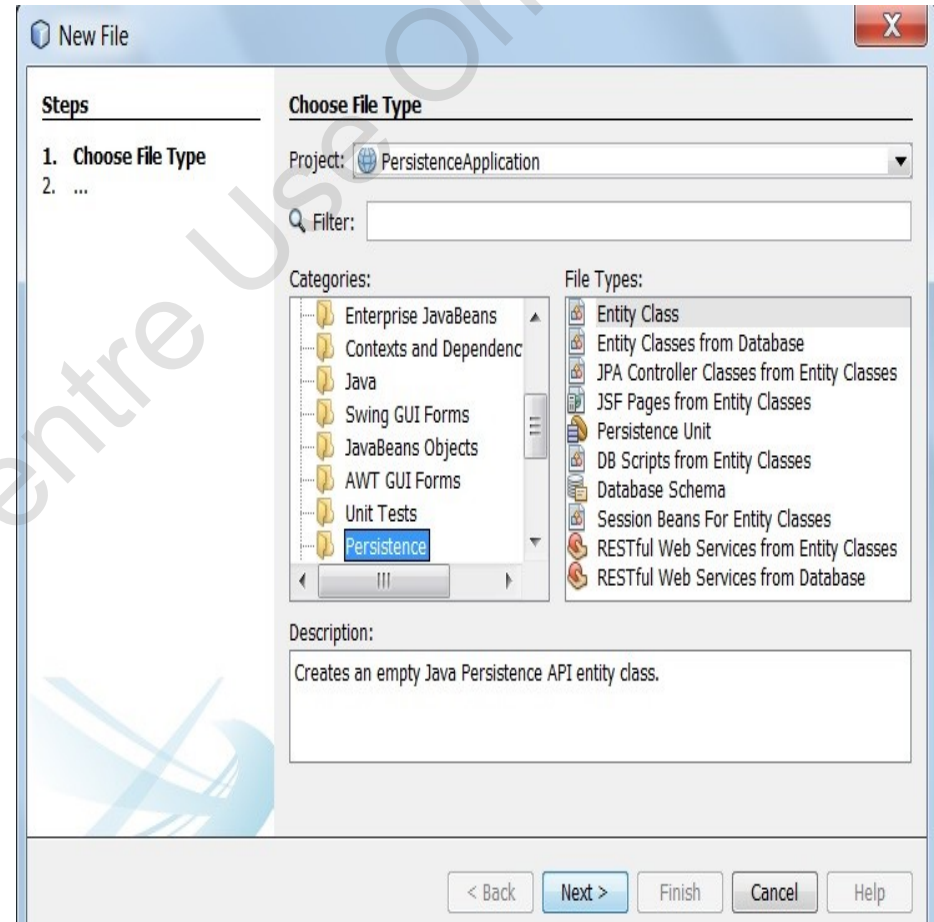 New File
X
Steps
1. Choose File Type
2. ...
Choose File Type
Project: PersistenceApplication
Filter:
Categories:
Enterprise JavaBeans
Contexts and Dependenc
Java
Swing GUI Forms
JavaBeans Objects
AWT GUI Forms
Unit Tests
Persistence
File Types:
Entity Class
Entity Classes from Database
JPA Controller Classes from Entity Classes
JSF Pages from Entity Classes
Persistence Unit
DB Scripts from Entity Classes
Database Schema
Session Beans For Entity Classes
RESTful Web Services from Entity Classes
RESTful Web Services from Database
Description:
Creates an empty Java Persistence API entity class.
< Back
Next >
Finish
Cancel
Help
entre Use On